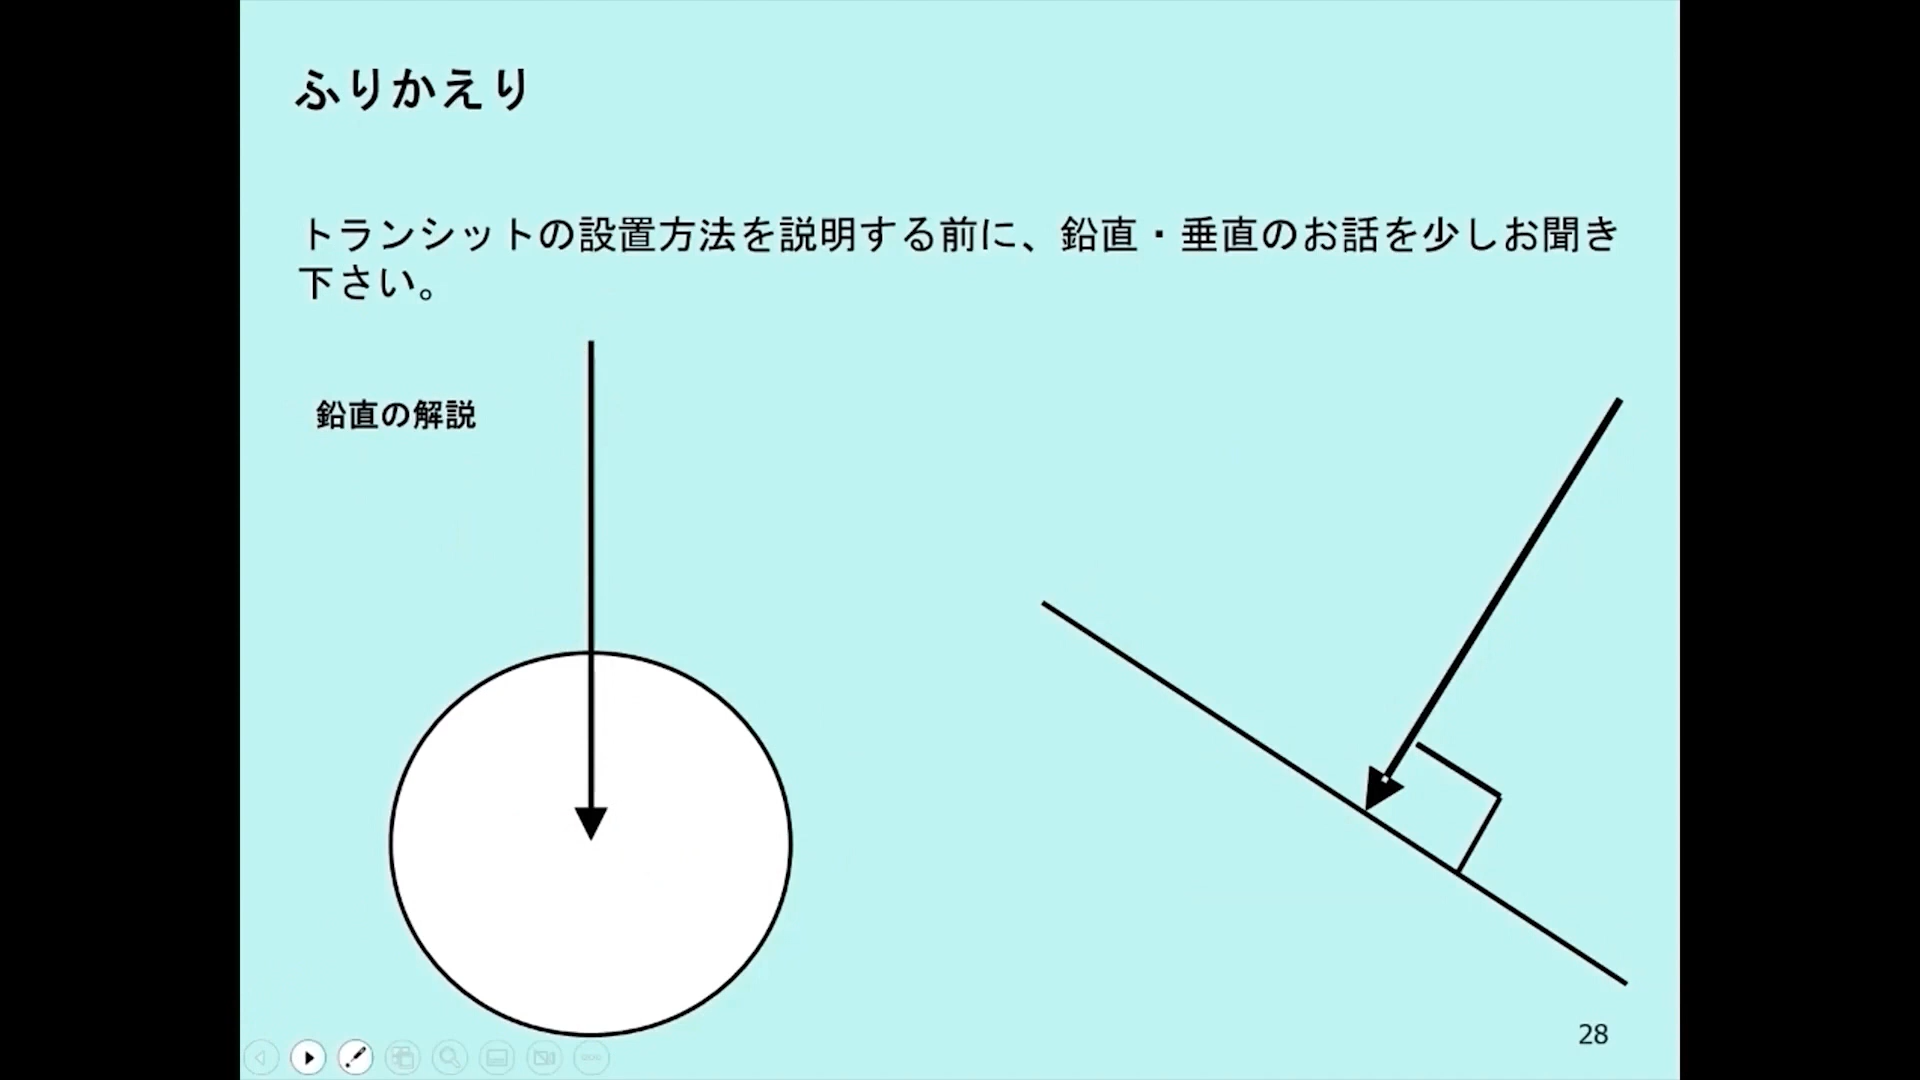 ふりかえり
トランシットの設置方法を説明する前に、鉛直・垂直のお話を少しお聞き
下さい。
鉛直の解説
28